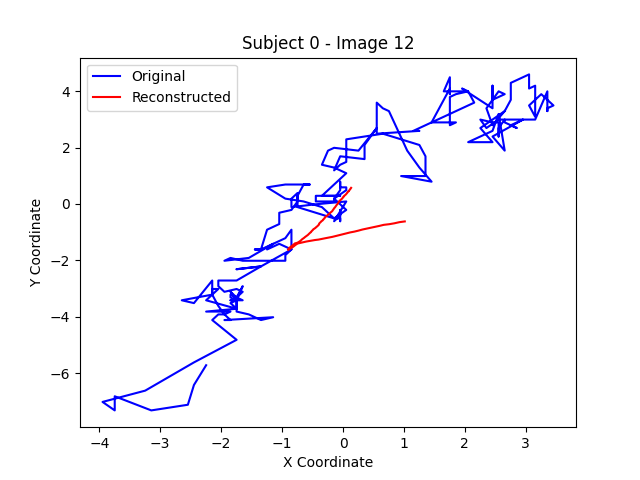 Subject 0 - Image 12
Original
Reconstructed
4
2
0
−2
−4
−6
Y Coordinate
−4 −3 −2 −1 0 1 2 3
X Coordinate